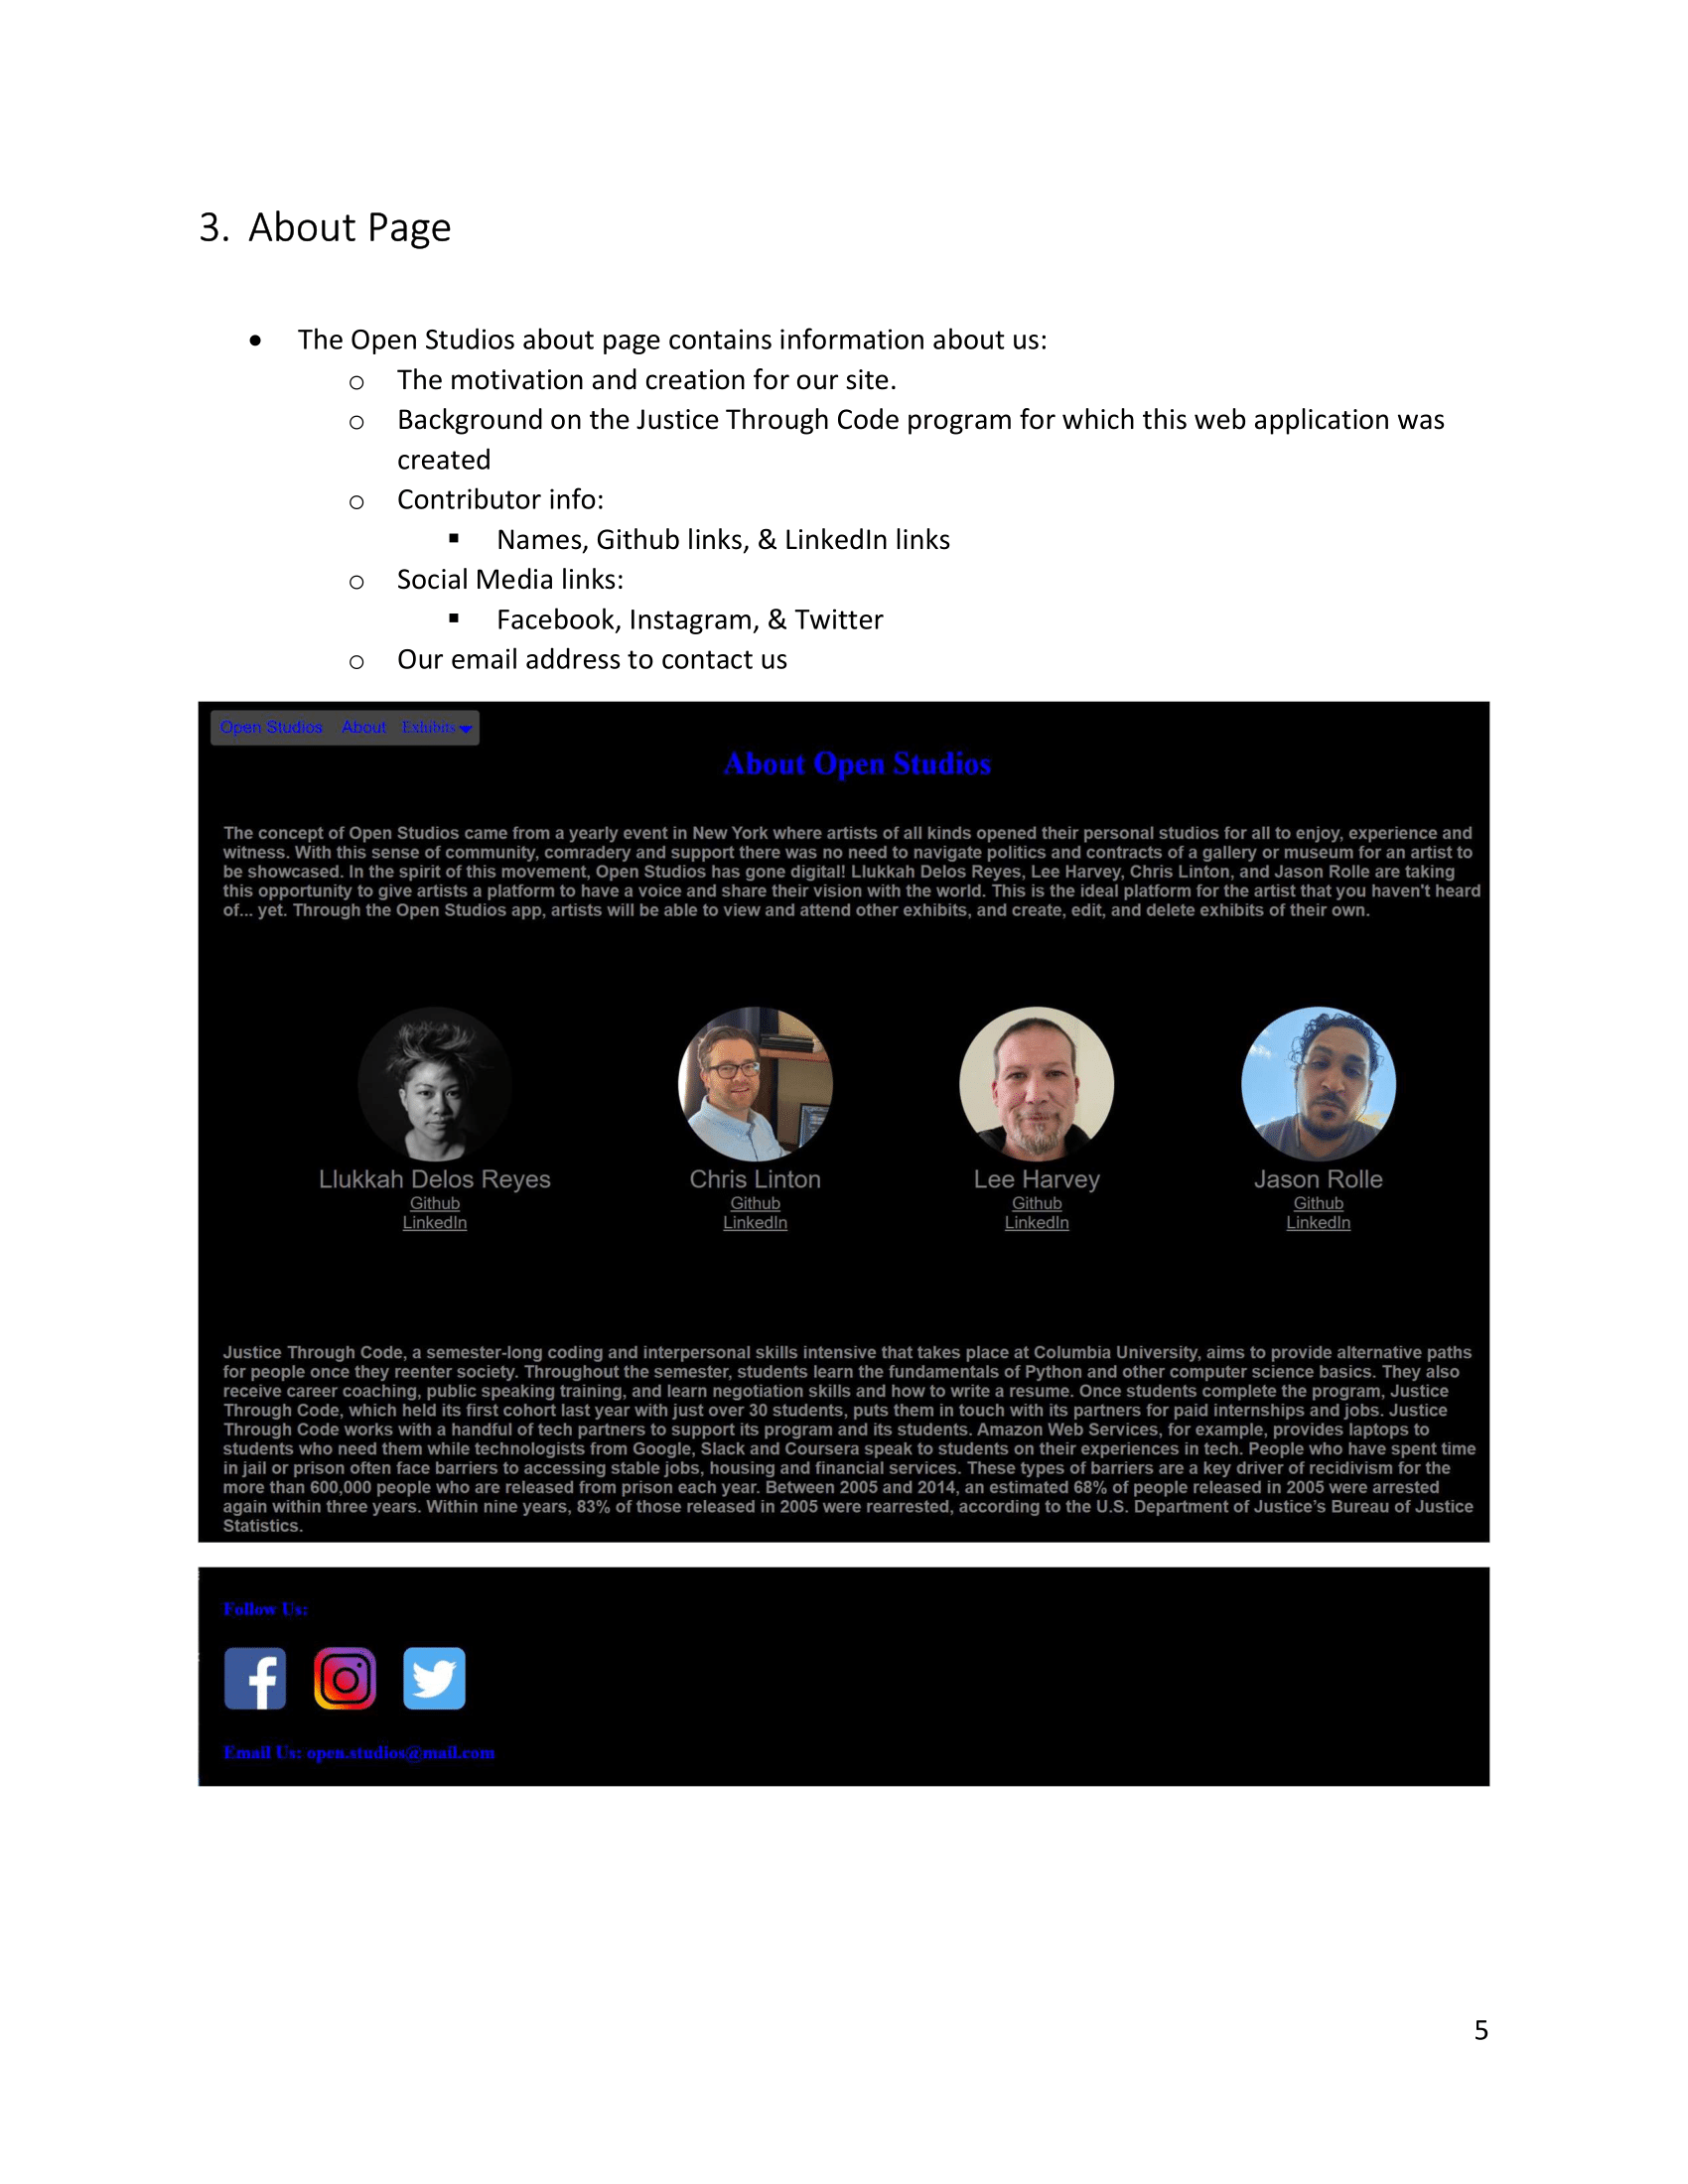 3. About Page
• The Open Studios about page contains information about us:
o The motivation and creation for our site.
o Background on the Justice Through Code program for which this web application was
created
o Contributor info:
▪ Names, Github links, & LinkedIn links
o Social Media links:
▪ Facebook, Instagram, & Twitter
o Our email address to contact us
Open Studios About Exhibits
About Open Studios
The concept of Open Studios came from a yearly event in New York where artists of all kinds opened their personal studios for all to enjoy, experience and
witness. With this sense of community, comradery and support there was no need to navigate politics and contracts of a gallery or museum for an artist to
be showcased. In the spirit of this movement, Open Studios has gone digital! Llukkah Delos Reyes, Lee Harvey, Chris Linton, and Jason Rolle are taking
this opportunity to give artists a platform to have a voice and share their vision with the world. This is the ideal platform for the artist that you haven't heard
of... yet. Through the Open Studios app, artists will be able to view and attend other exhibits, and create, edit, and delete exhibits of their own.
Llukkah Delos Reyes Chris Linton Lee Harvey Jason Rolle
Github Github Github Github
LinkedIn LinkedIn LinkedIn LinkedIn
Justice Through Code, a semester-long coding and interpersonal skills intensive that takes place at Columbia University, aims to provide alternative paths
for people once they reenter society. Throughout the semester, students learn the fundamentals of Python and other computer science basics. They also
receive career coaching, public speaking training, and learn negotiation skills and how to write a resume. Once students complete the program, Justice
Through Code, which held its first cohort last year with just over 30 students, puts them in touch with its partners for paid internships and jobs. Justice
Through Code works with a handful of tech partners to support its program and its students. Amazon Web Services, for example, provides laptops to
students who need them while technologists from Google, Slack and Coursera speak to students on their experiences in tech. People who have spent time
in jail or prison often face barriers to accessing stable jobs, housing and financial services. These types of barriers are a key driver of recidivism for the
more than 600,000 people who are released from prison each year. Between 2005 and 2014, an estimated 68% of people released in 2005 were arrested
again within three years. Within nine years, 83% of those released in 2005 were rearrested, according to the U.S. Department of Justice’s Bureau of Justice
Statistics.
Follow Us:
Email Us: open.studios@mail.com
5